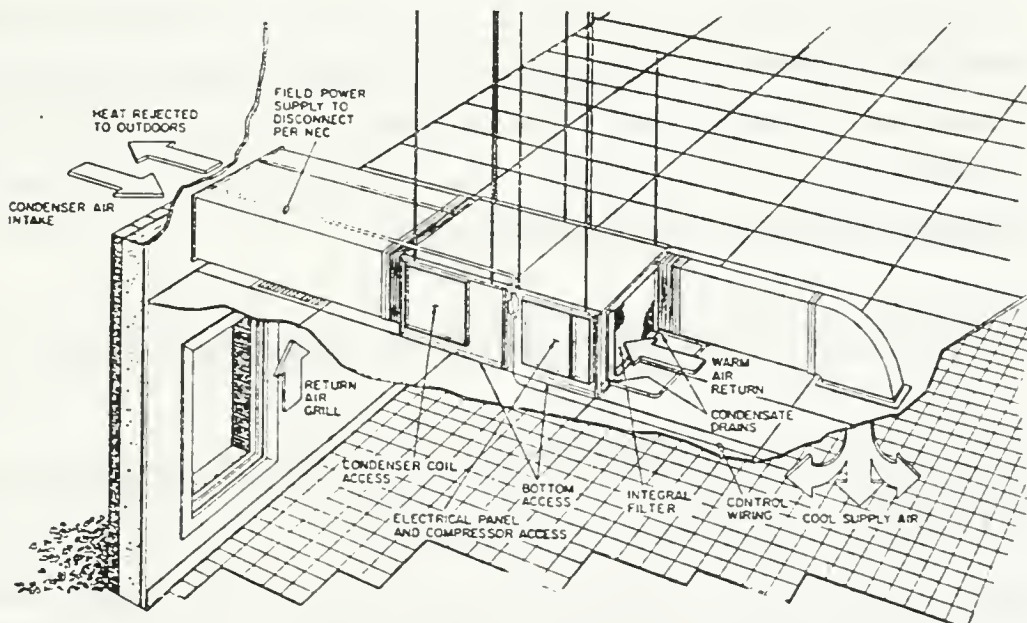 HEAT REJECTED
TO OUTDOORS
FIELD POWER
SUPPLY TO
DISCONNECT
PER NEC
CONDENSER AIR
INTAKE
RETURN
AIR
GRILL
WARM
AIR
RETURN
CONDENSATE
DRAINS
CONDENSER COIL
ACCESS
BOTTOM
ACCESS
ELECTRICAL PANEL
AND COMPRESSOR ACCESS
INTEGRAL
FILTER
CONTROL
WIRING
COOL SUPPLY AIR